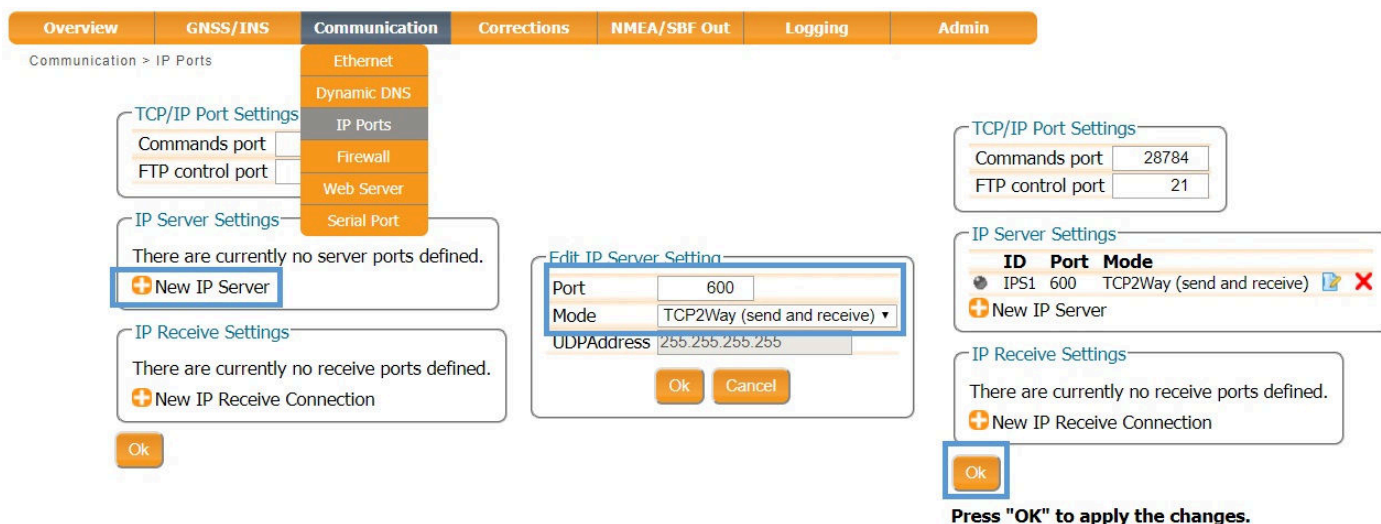 Overview GNSS/INS Communication Corrections NMEA/SBF Out Logging Admin
Communication > IP Ports
Ethernet
Dynamic DNS
IP Ports
Firewall
Web Server
Serial Port
TCP/IP Port Settings
Commands port
FTP control port
IP Server Settings
There are currently no server ports defined.
New IP Server
IP Receive Settings
There are currently no receive ports defined.
New IP Receive Connection
Ok
Edit IP Server Setting
Port 600
Mode TCP2Way (send and receive)
UDPAddress 255.255.255.255
Ok Cancel
TCP/IP Port Settings
Commands port 28784
FTP control port 21
IP Server Settings
ID Port Mode
IPS1 600 TCP2Way (send and receive)
New IP Server
IP Receive Settings
There are currently no receive ports defined.
New IP Receive Connection
Ok
Press "OK" to apply the changes.